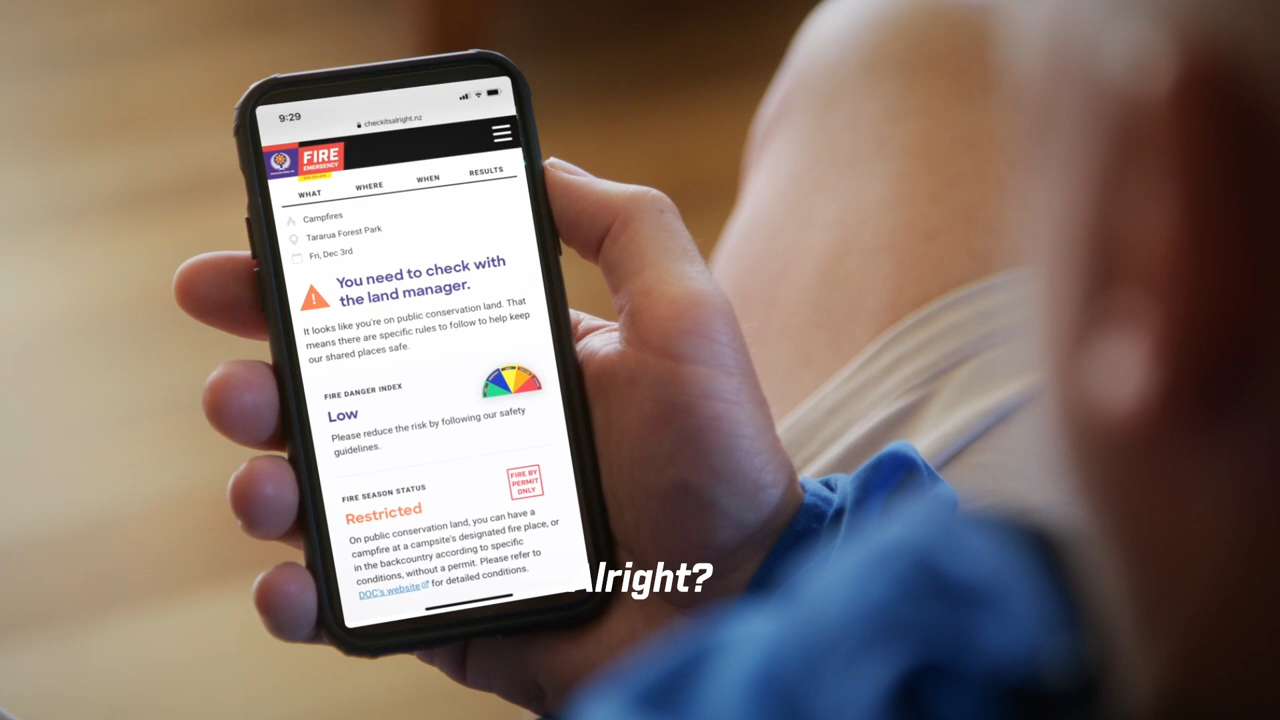 9:29
checkitsalright.nz
FIRE
EMERGENCY
WHAT
WHERE
WHEN
RESULTS
Campfires
Tararua Forest Park
Fri, Dec 3rd
You need to check with
the land manager.
It looks like you're on public conservation land. That
means there are specific rules to follow to help keep
our shared places safe.
FIRE DANGER INDEX
Low
Please reduce the risk by following our safety
guidelines.
FIRE SEASON STATUS
Restricted
FIRE BY
PERMIT
ONLY
On public conservation land, you can have a
campfire at a campsite's designated fire place, or
in the backcountry according to specific
conditions, without a permit. Please refer to
DOC's website for detailed conditions.
Alright?